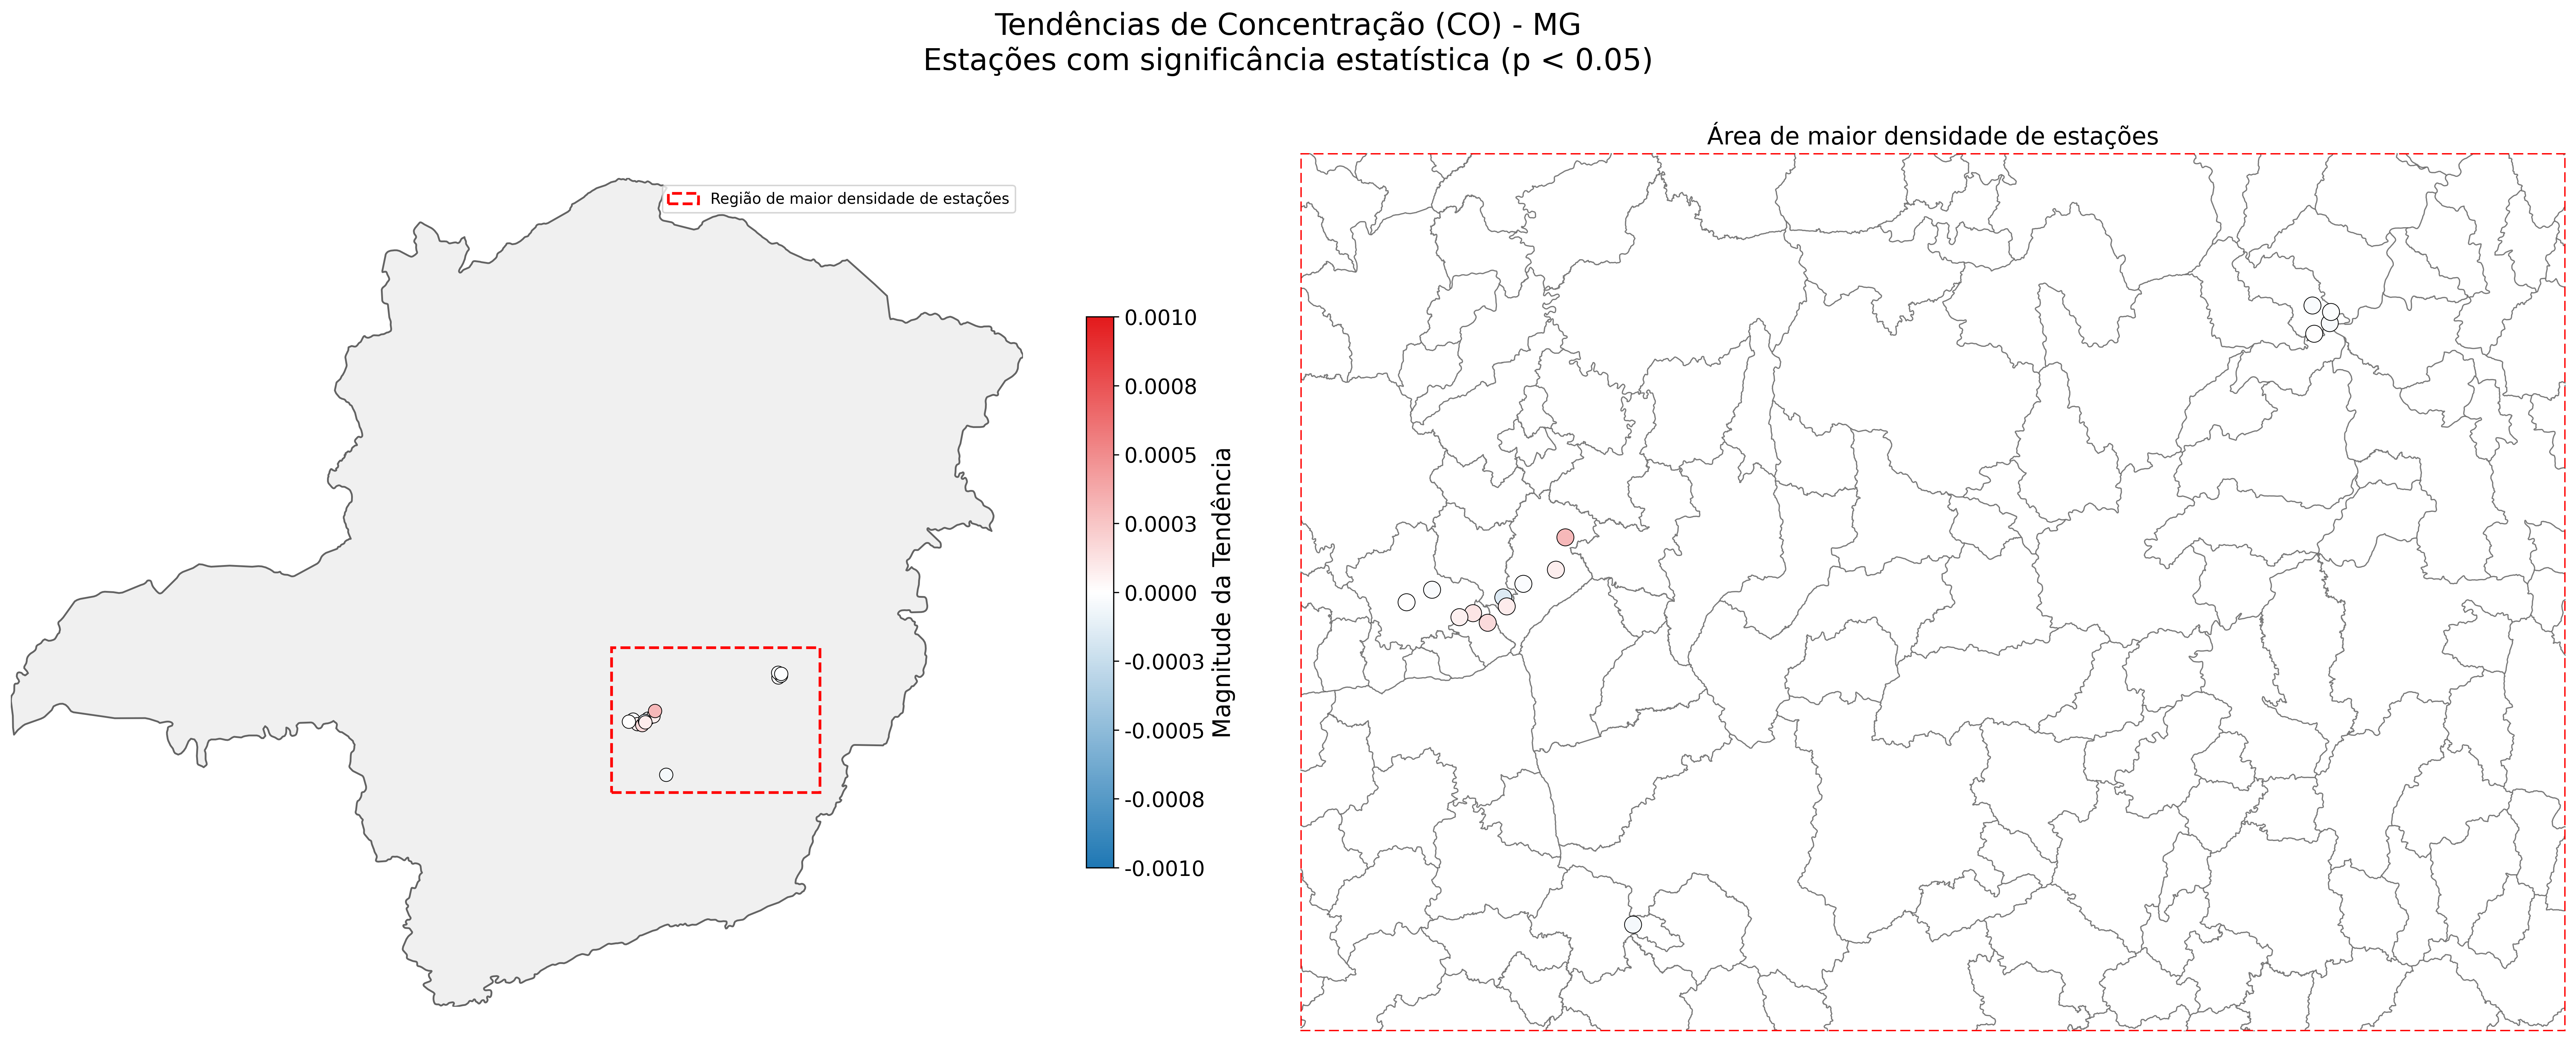 Tendências de Concentração (CO) - MG
Estações com significância estatística (p < 0.05)
Região de maior densidade de estações
0.0010
0.0008
0.0005
0.0003
0.0000
-0.0003
-0.0005
-0.0008
-0.0010
Magnitude da Tendência
Área de maior densidade de estações